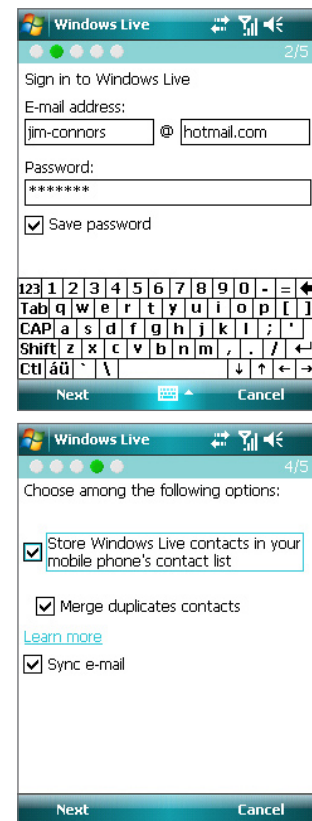 Windows Live
2/5
Sign in to Windows Live
E-mail address:
jim-connors @ hotmail.com
Password:
*******
Save password
123 1 2 3 4 5 6 7 8 9 0 - =
Tab q w e r t y u i o p [ ]
CAP a s d f g h j k l ; '
Shift z x c v b n m , . /
Ctl áü ` \
Next Cancel
Windows Live
4/5
Choose among the following options:
Store Windows Live contacts in your
mobile phone's contact list
Merge duplicates contacts
Learn more
Sync e-mail
Next Cancel